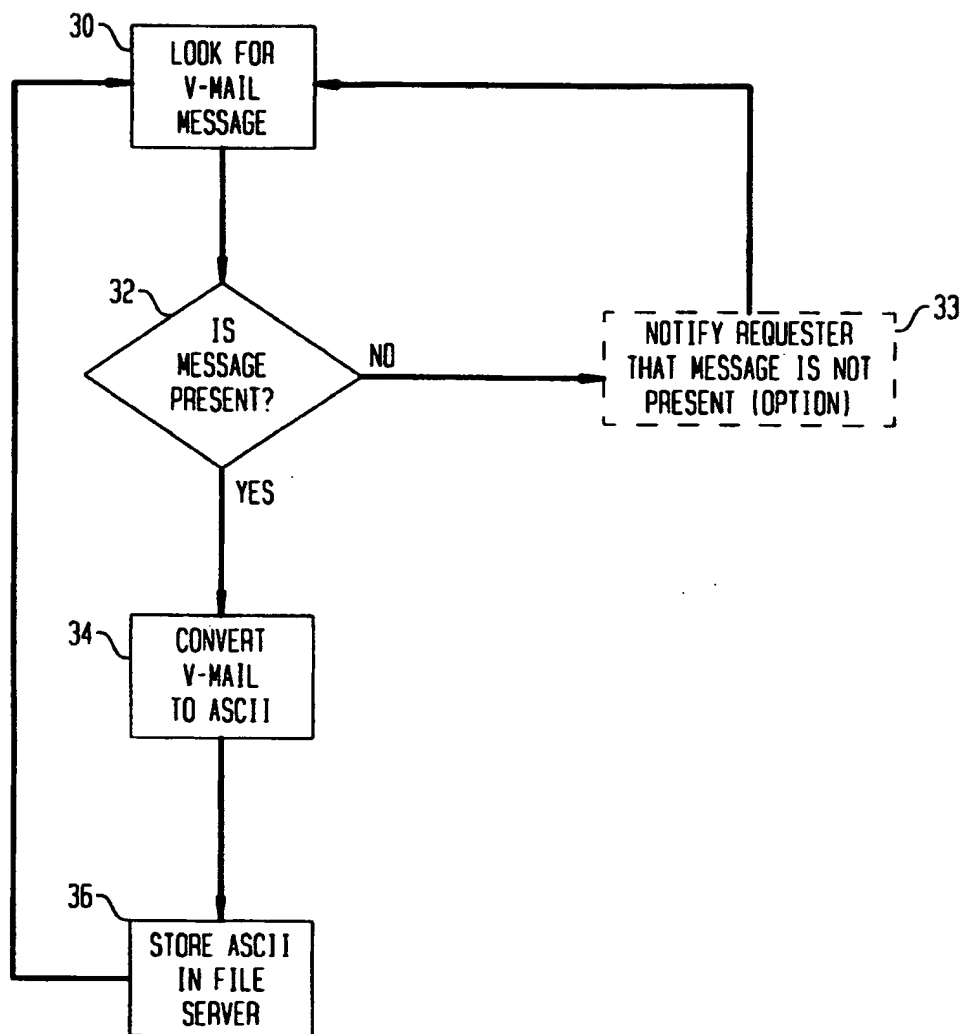 30
LOOK FOR
V-MAIL
MESSAGE
32
IS
MESSAGE
PRESENT?
NO
33
NOTIFY REQUESTER
THAT MESSAGE IS NOT
PRESENT (OPTION)
YES
34
CONVERT
V-MAIL
TO ASCII
36
STORE ASCII
IN FILE
SERVER